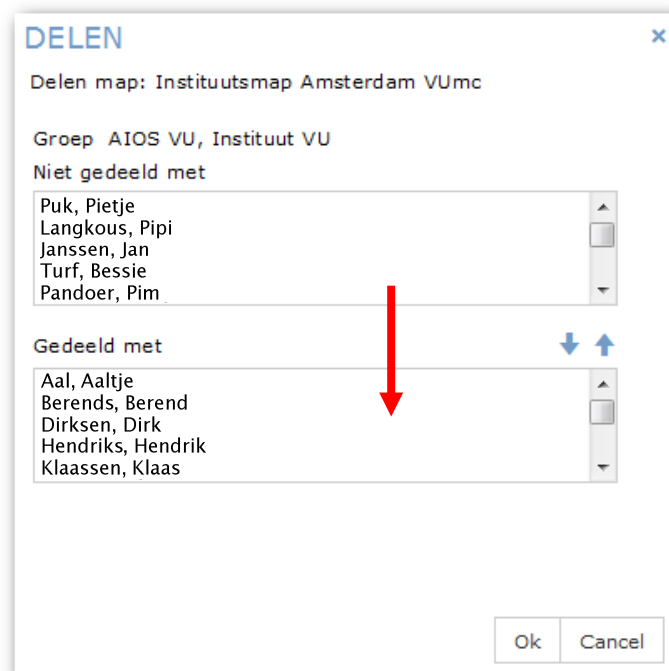 DELEN
Delen map: Instituutsmap Amsterdam VUmc
Groep AIOS VU, Instituut VU
Niet gedeeld met
Puk, Pietje
Langkous, Pipi
Janssen, Jan
Turf, Bessie
Pandoer, Pim
Gedeeld met
Aal, Aaltje
Berends, Berend
Dirksen, Dirk
Hendriks, Hendrik
Klaassen, Klaas
Ok
Cancel